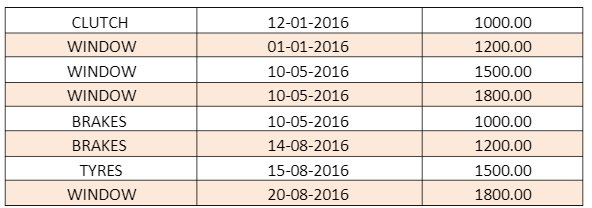 CLUTCH 12-01-2016 1000.00
WINDOW 01-01-2016 1200.00
WINDOW 10-05-2016 1500.00
WINDOW 10-05-2016 1800.00
BRAKES 10-05-2016 1000.00
BRAKES 14-08-2016 1200.00
TYRES 15-08-2016 1500.00
WINDOW 20-08-2016 1800.00